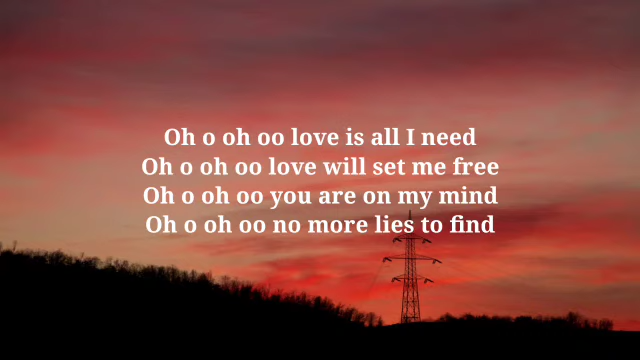 Oh o oh oo love is all I need
Oh o oh oo love will set me free
Oh o oh oo you are on my mind
Oh o oh oo no more lies to find